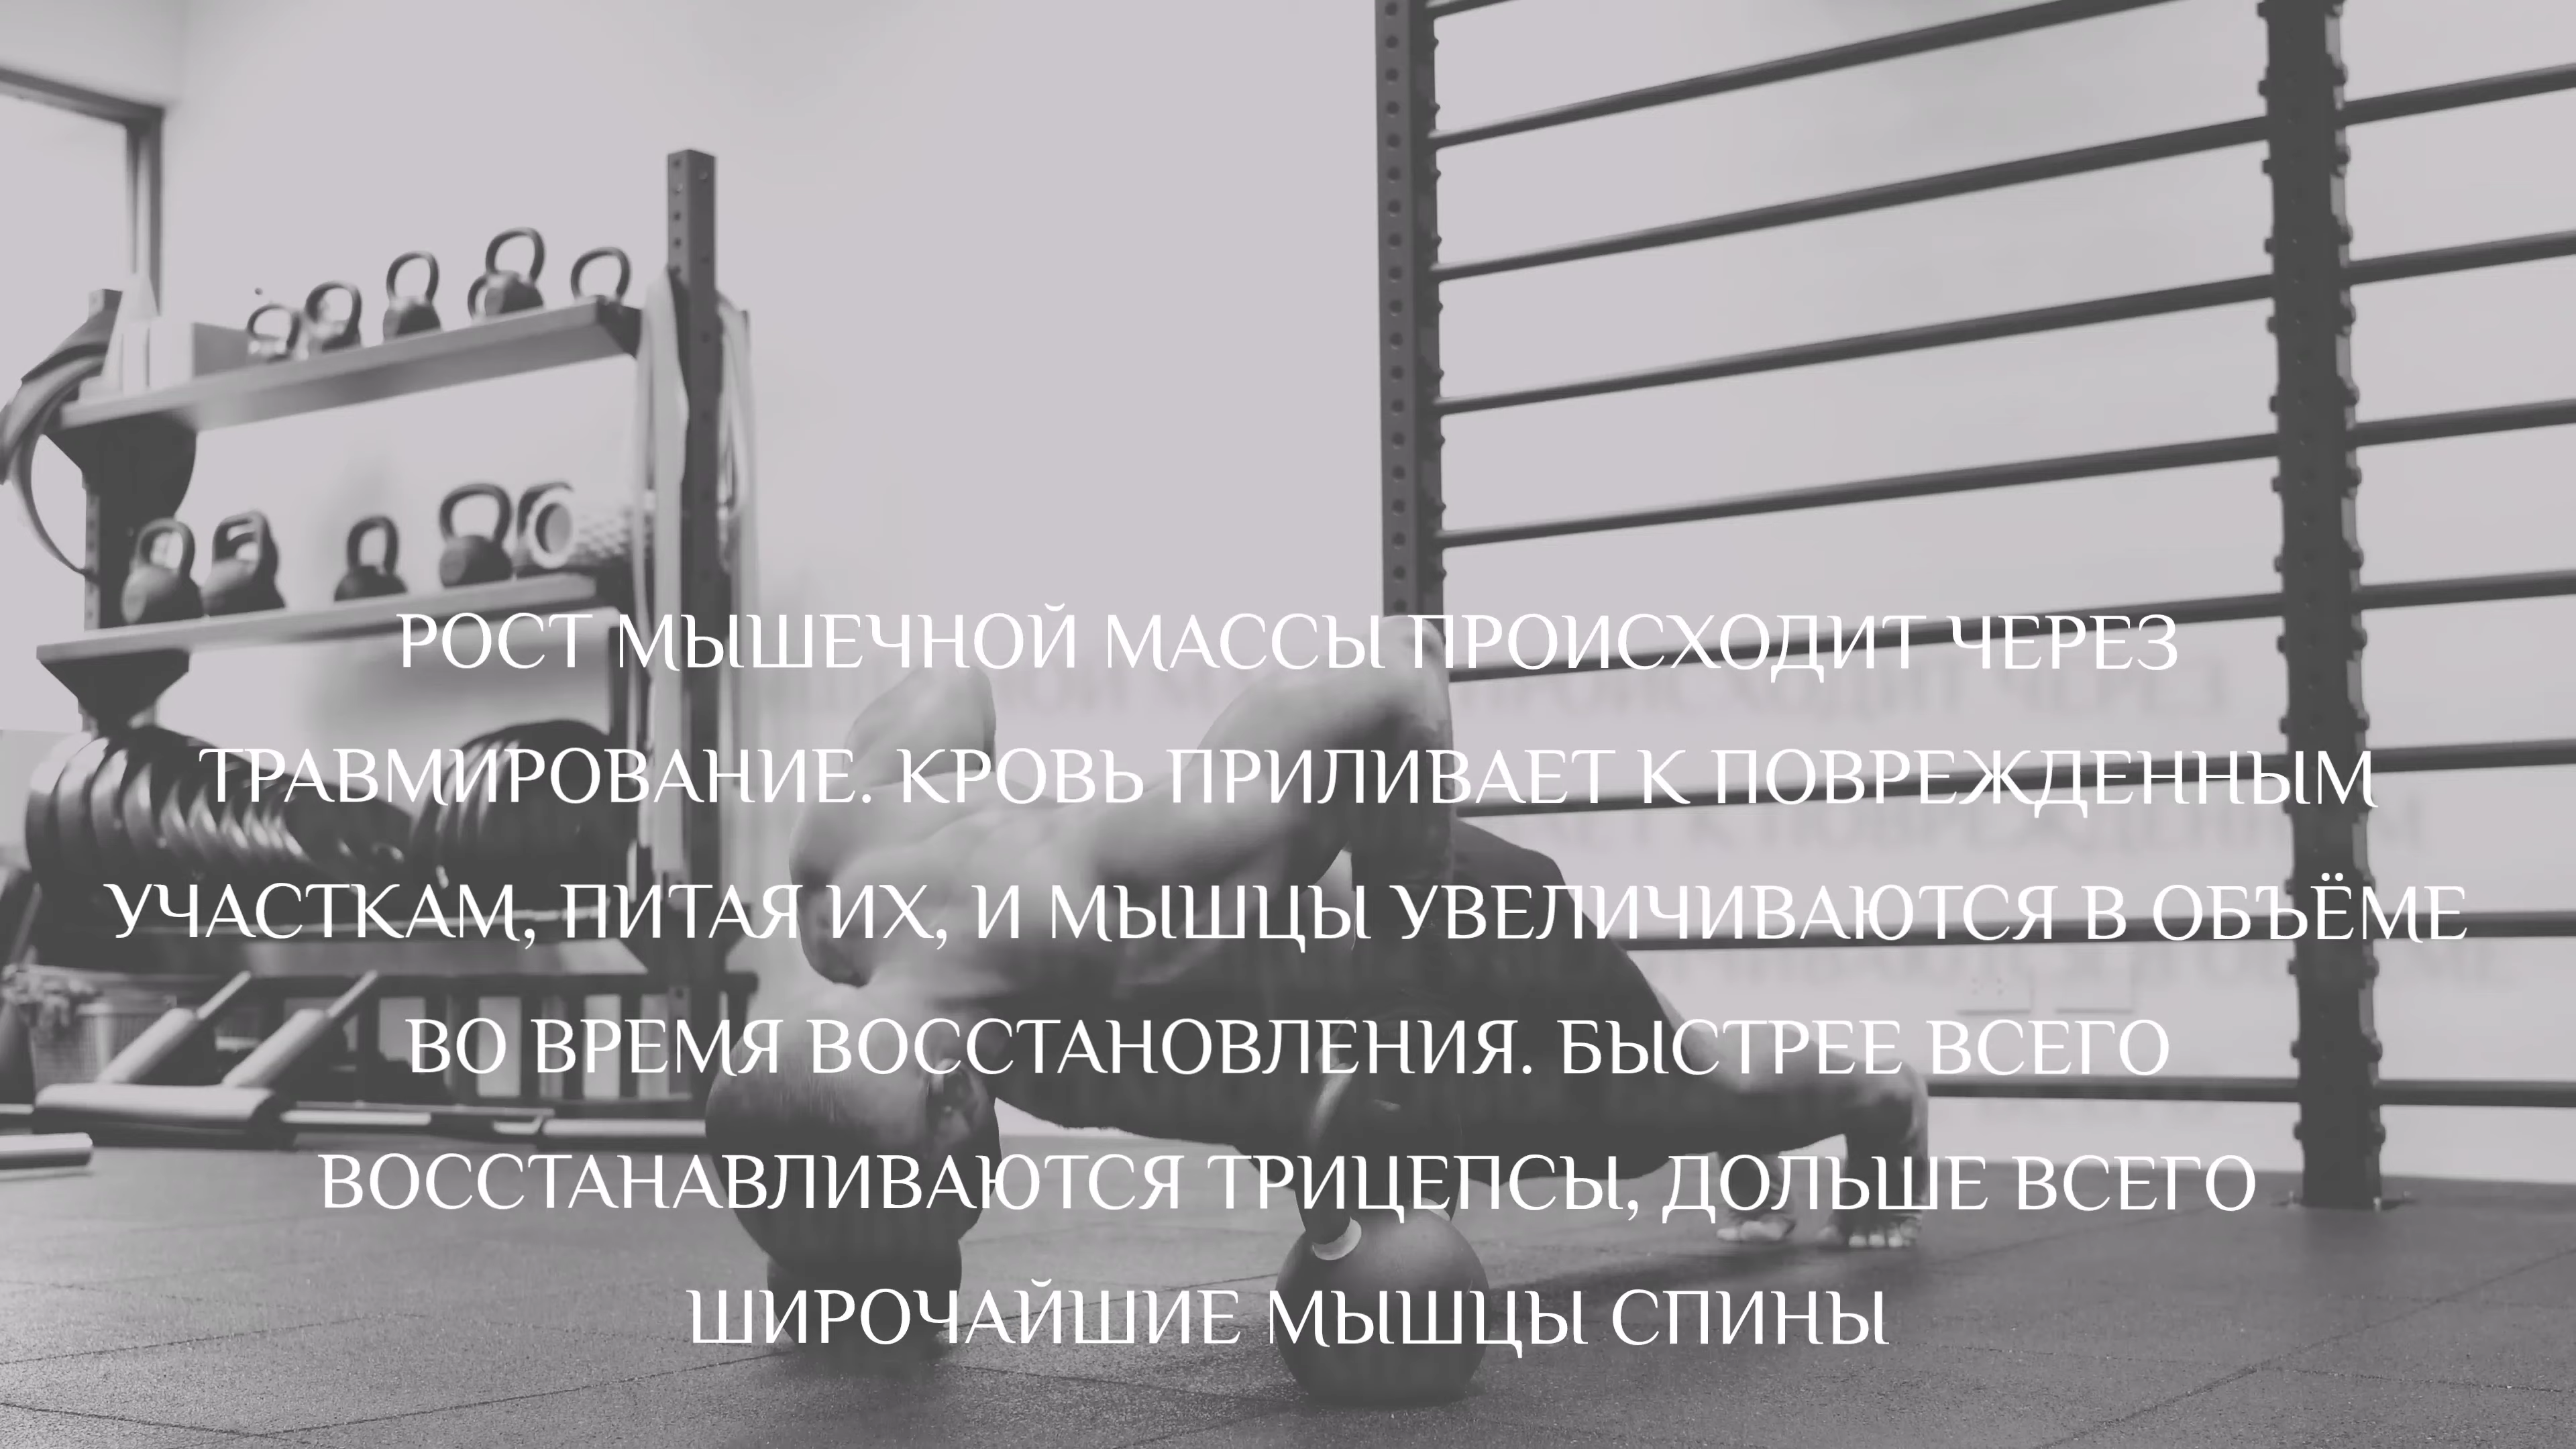 РОСТ МЫШЕЧНОЙ МАССЫ ПРОИСХОДИТ ЧЕРЕЗ
ТРАВМИРОВАНИЕ. КРОВЬ ПРИЛИВАЕТ К ПОВРЕЖДЕННЫМ
УЧАСТКАМ, ПИТАЯ ИХ, И МЫШЦЫ УВЕЛИЧИВАЮТСЯ В ОБЪЁМЕ
ВО ВРЕМЯ ВОССТАНОВЛЕНИЯ. БЫСТРЕЕ ВСЕГО
ВОССТАНАВЛИВАЮТСЯ ТРИЦЕПСЫ, ДОЛЬШЕ ВСЕГО
ШИРОЧАЙШИЕ МЫШЦЫ СПИНЫ